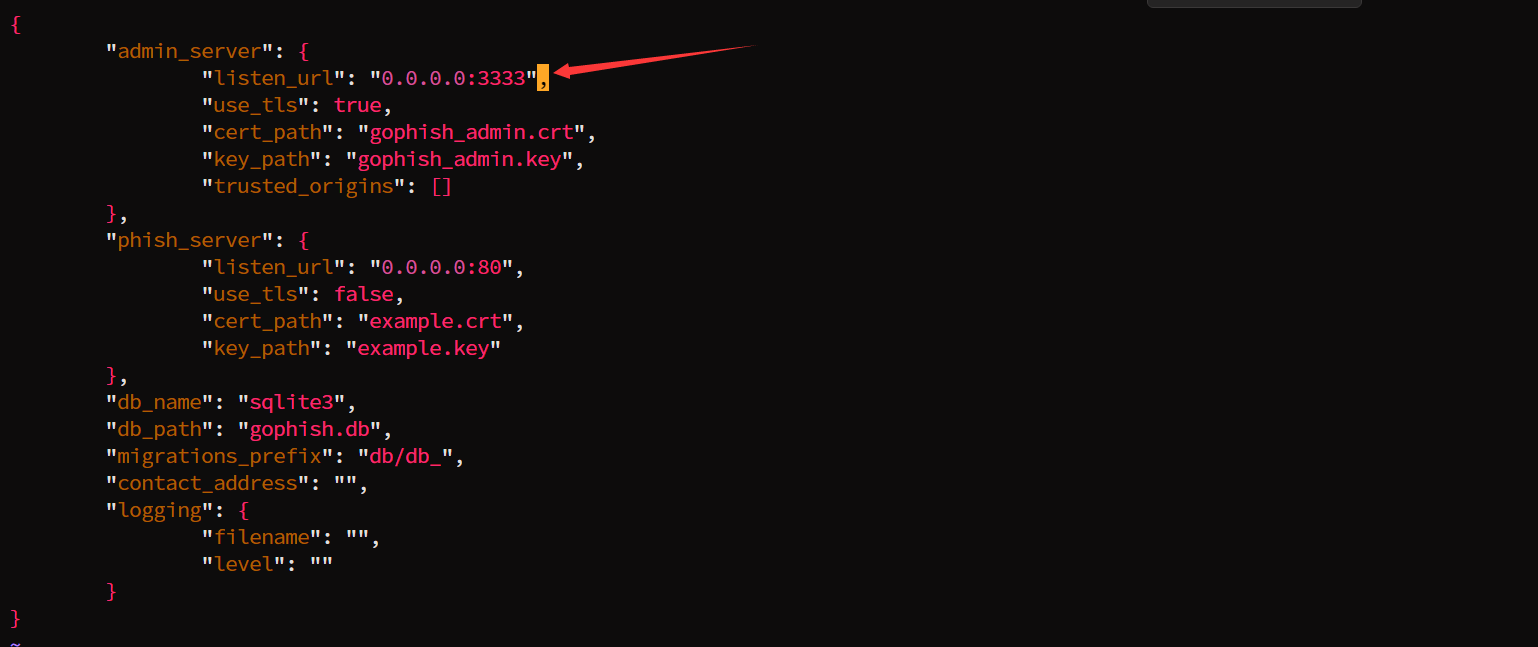 {
        "admin_server": {
                "listen_url": "0.0.0.0:3333",
                "use_tls": true,
                "cert_path": "gophish_admin.crt",
                "key_path": "gophish_admin.key",
                "trusted_origins": []
        },
        "phish_server": {
                "listen_url": "0.0.0.0:80",
                "use_tls": false,
                "cert_path": "example.crt",
                "key_path": "example.key"
        },
        "db_name": "sqlite3",
        "db_path": "gophish.db",
        "migrations_prefix": "db/db_",
        "contact_address": "",
        "logging": {
                "filename": "",
                "level": ""
        }
}
~